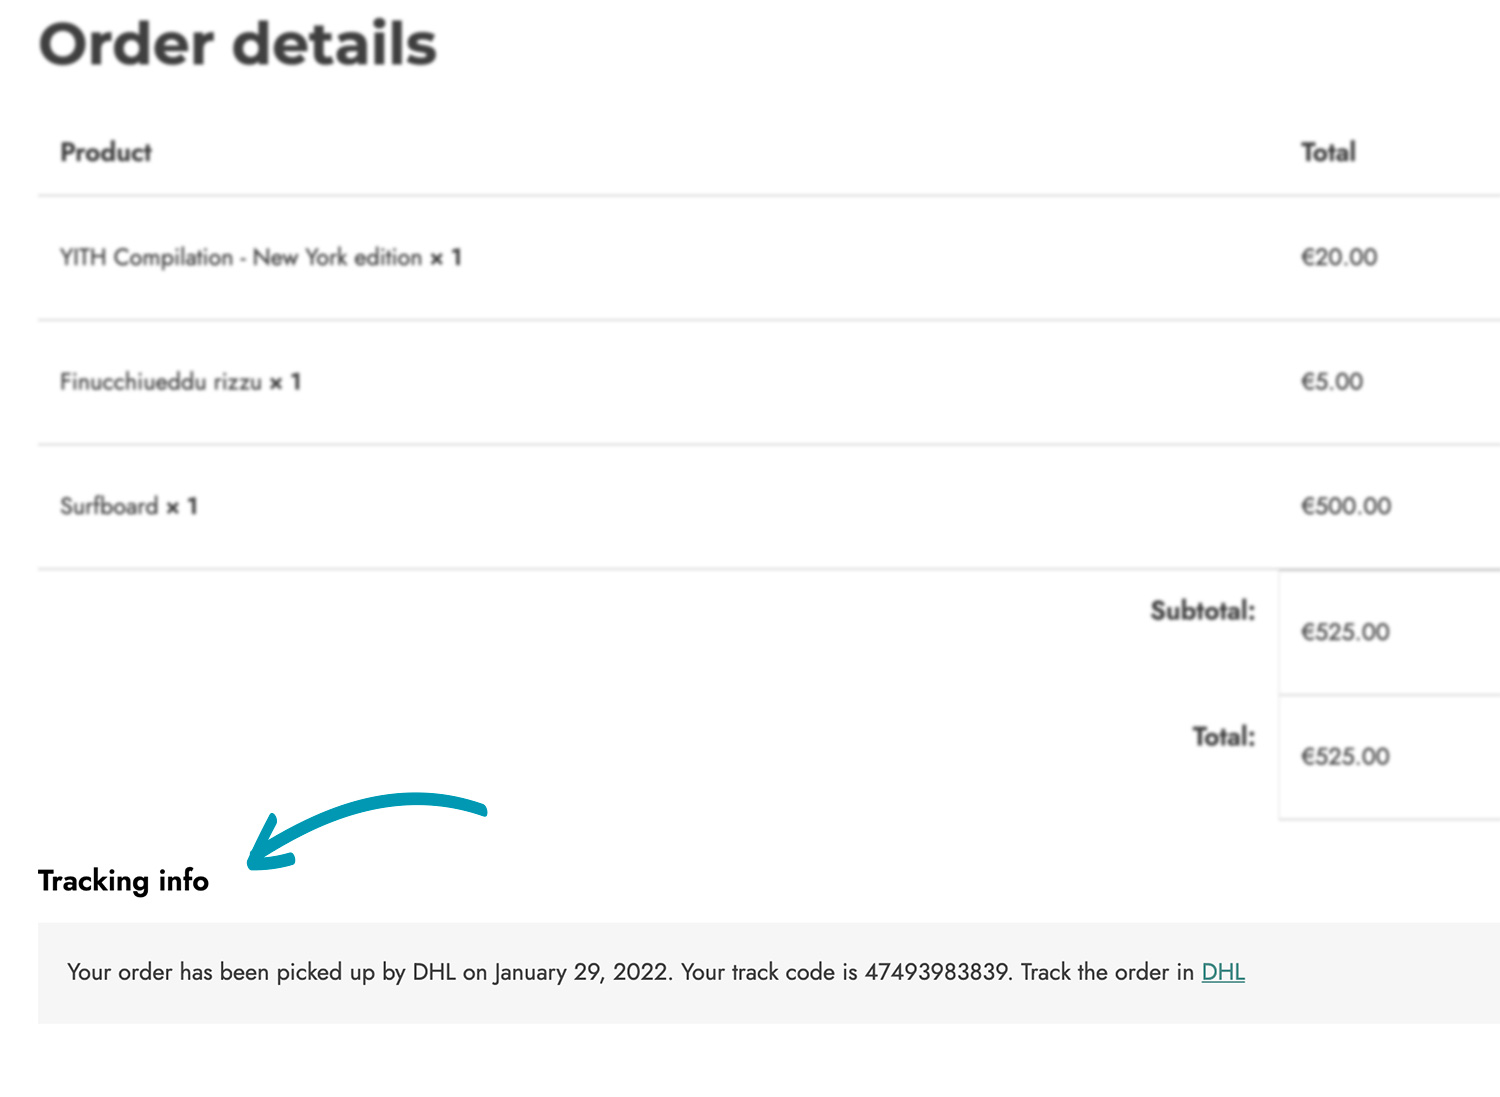 Order details
Product Total
YITH Compilation - New York edition × 1 €20.00
Finucchiueddu rizzu × 1 €5.00
Surfboard × 1 €500.00
Subtotal: €525.00
Total: €525.00
Tracking info
Your order has been picked up by DHL on January 29, 2022. Your track code is 47493983839. Track the order in DHL